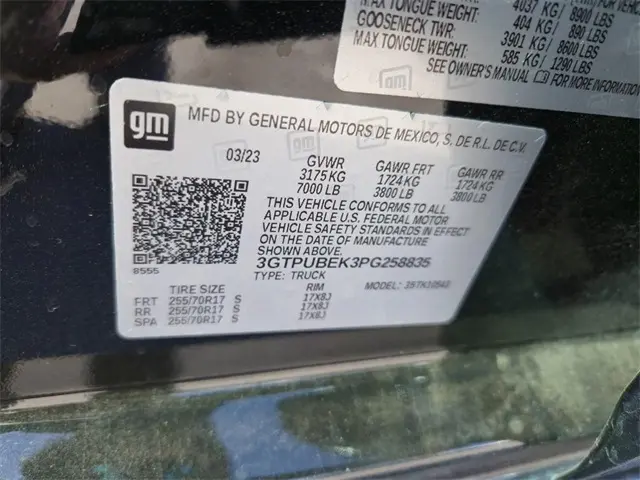 4037 KG / 8900 LBS
MAX TONGUE WEIGHT: 404 KG / 890 LBS
GOOSENECK TWR: 3901 KG / 8600 LBS
MAX TONGUE WEIGHT: 585 KG / 1290 LBS
SEE OWNER'S MANUAL FOR MORE INFORMATION
gm
gm
MFD BY GENERAL MOTORS DE MEXICO, S. DE R.L. DE C.V.
03/23 GVWR GAWR FRT GAWR RR
3175 KG 1724 KG 1724 KG
7000 LB 3800 LB 3800 LB
THIS VEHICLE CONFORMS TO ALL
APPLICABLE U.S. FEDERAL MOTOR
VEHICLE SAFETY STANDARDS IN
EFFECT ON THE DATE OF MANUFACTURE
SHOWN ABOVE.
3GTPUBEK3PG258835
8555
TYPE: TRUCK MODEL:
TIRE SIZE RIM
FRT 255/70R17 S 17X8J
RR 255/70R17 S 17X8J
SPA 255/70R17 S 17X8J